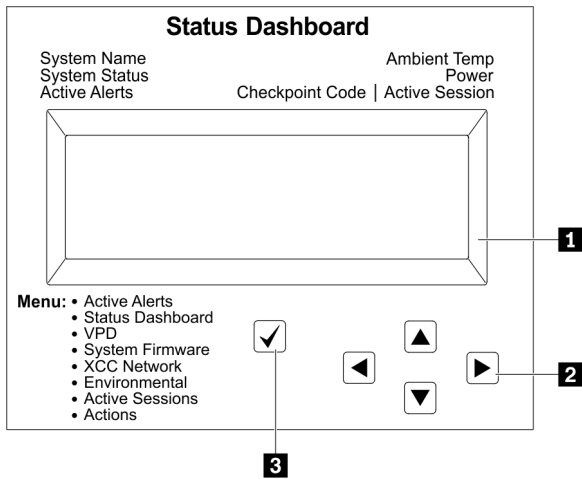 Status Dashboard
System Name
System Status
Active Alerts
Ambient Temp
Power
Checkpoint Code | Active Session
1
Menu: • Active Alerts
• Status Dashboard
• VPD
• System Firmware
• XCC Network
• Environmental
• Active Sessions
• Actions
2
3